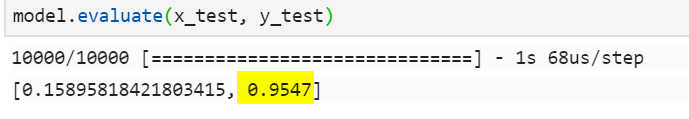 model.evaluate(x_test, y_test)
10000/10000 [==============================] - 1s 68us/step
[0.15895818421803415, 0.9547]